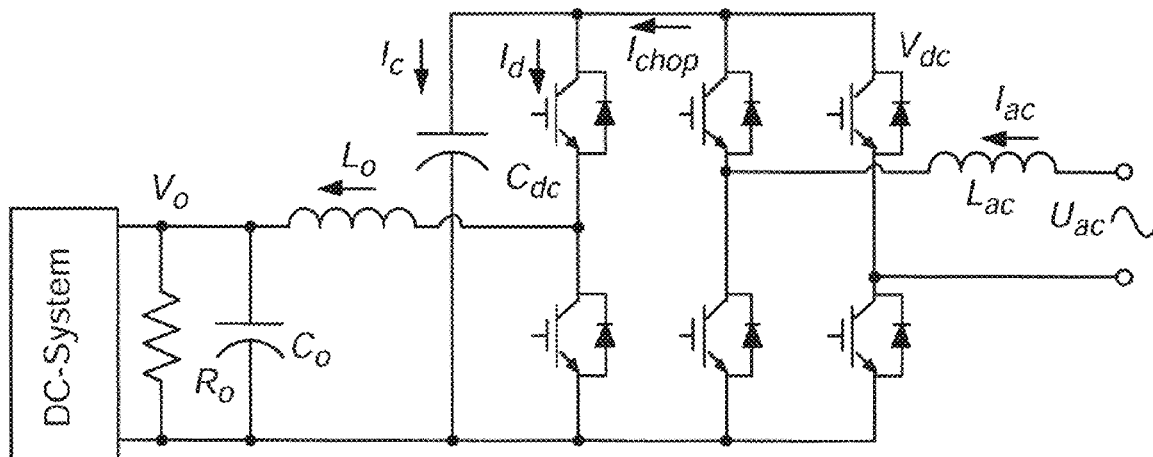 I_c
I_d
I_chop
V_dc
I_ac
L_o
C_dc
V_o
L_ac
U_ac
DC-System
C_o
R_o